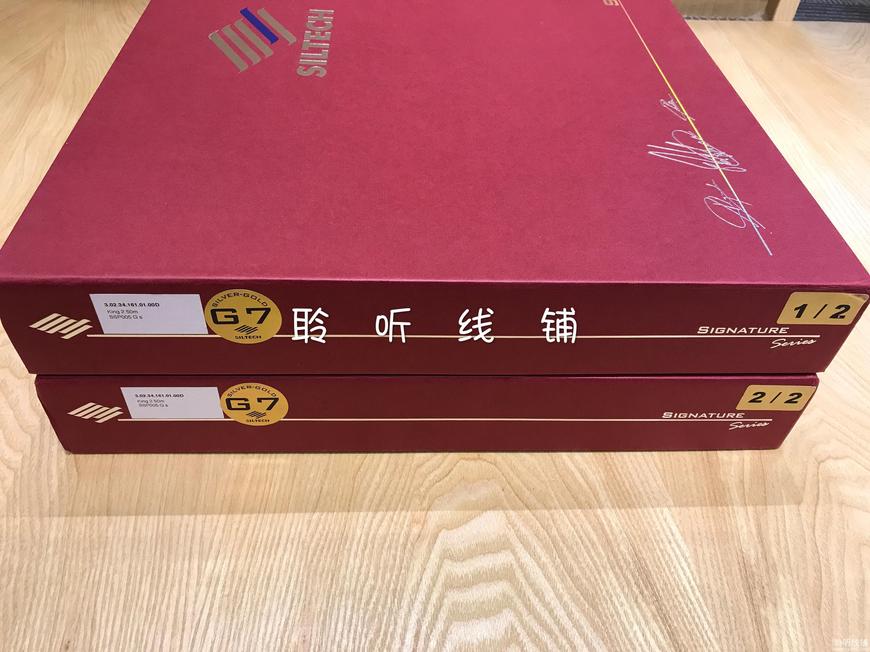 SILTECH
3.02.34.161.01.00D
King 2.50m
SSP005 G s
SILVER-GOLD
G7
SILTECH
聆听线铺
SIGNATURE
Series
1/2
3.02.34.161.01.00D
King 2.50m
SSP005 G s
SILVER-GOLD
G7
SILTECH
SIGNATURE
Series
2/2